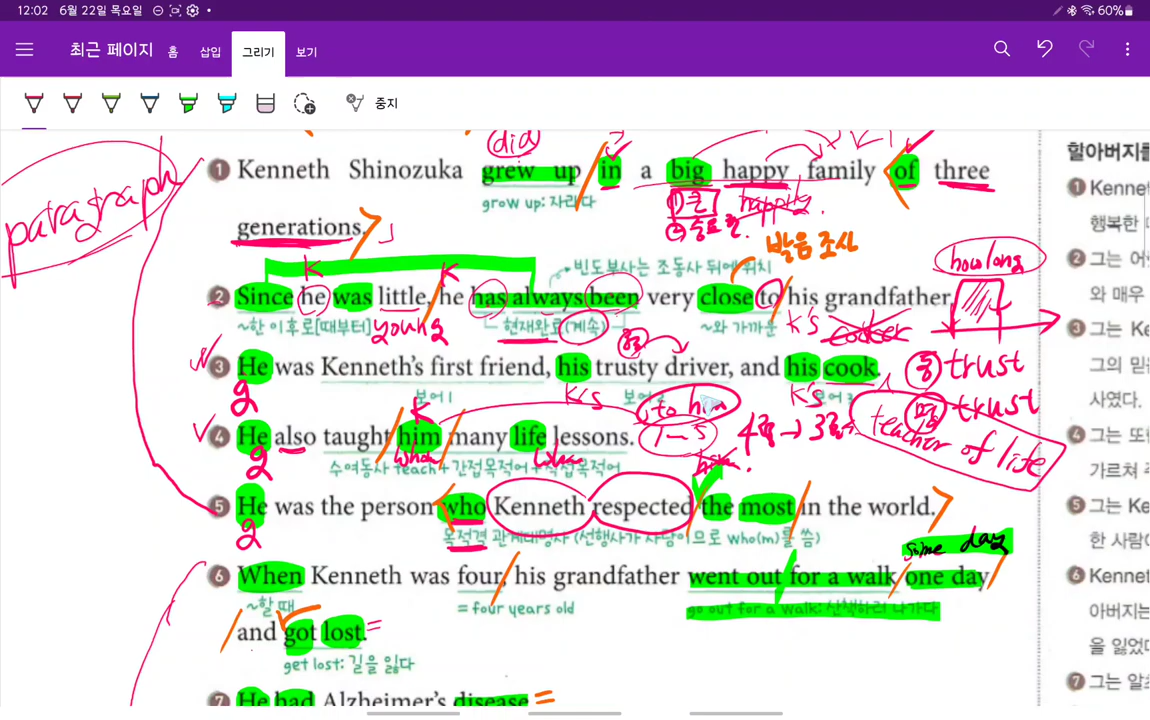 12:02 6월 22일 목요일 60%
최근 페이지 홈 삽입 그리기 보기
중지
(did)
1 Kenneth Shinozuka grew up in a big happy family of three
grow up: 자라다
①큰 happily.
generations.
paragraph
발음 조사
K K
빈도부사는 조동사 뒤에 위치
how long
2 Since he was little, he has always been very close to his grandfather.
~한 이후로[때부터] young 현재완료(계속) ~와 가까운 K's cooker
3 He was Kenneth's first friend, his trusty driver, and his cook.
형 trust
g 보어1 K's 보어2 K's 보어3
K to him 명 trust
4 He also taught him many life lessons.
1-5 4형→3형
teacher of life
g 수여동사 teach + 간접목적어 + 직접목적어
whom him.
5 He was the person who Kenneth respected the most in the world.
g 목적격 관계대명사 (선행사가 사람이므로 who(m)를 씀)
some day
6 When Kenneth was four, his grandfather went out for a walk one day
~할 때 = four years old go out for a walk: 산책하러 나가다
and got lost.
get lost: 길을 잃다
7 He had Alzheimer's disease
할아버지를
1 Kenne
행복한
2 그는 어
와 매우
3 그는 Ke
그의 믿
사였다.
4 그는 또
가르쳐
5 그는 Ke
한 사람이
6 Kennet
아버지는
을 잃었다
7 그는 알